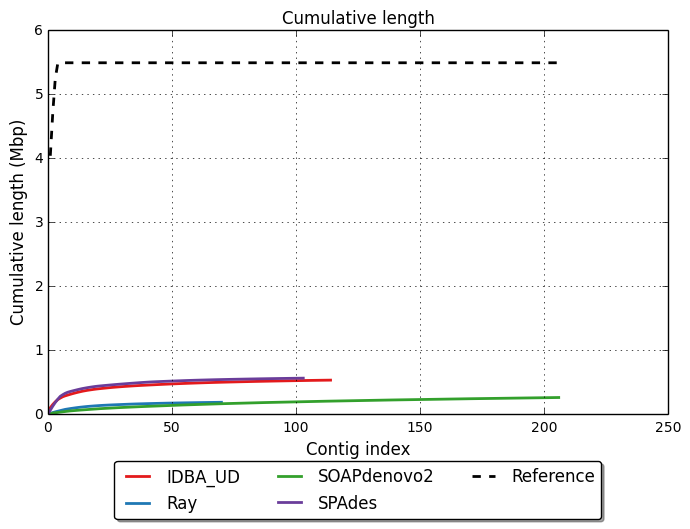 Cumulative length
6
5
4
3
2
1
0
Cumulative length (Mbp)
0 50 100 150 200 250
Contig index
IDBA_UD SOAPdenovo2 Reference
Ray SPAdes